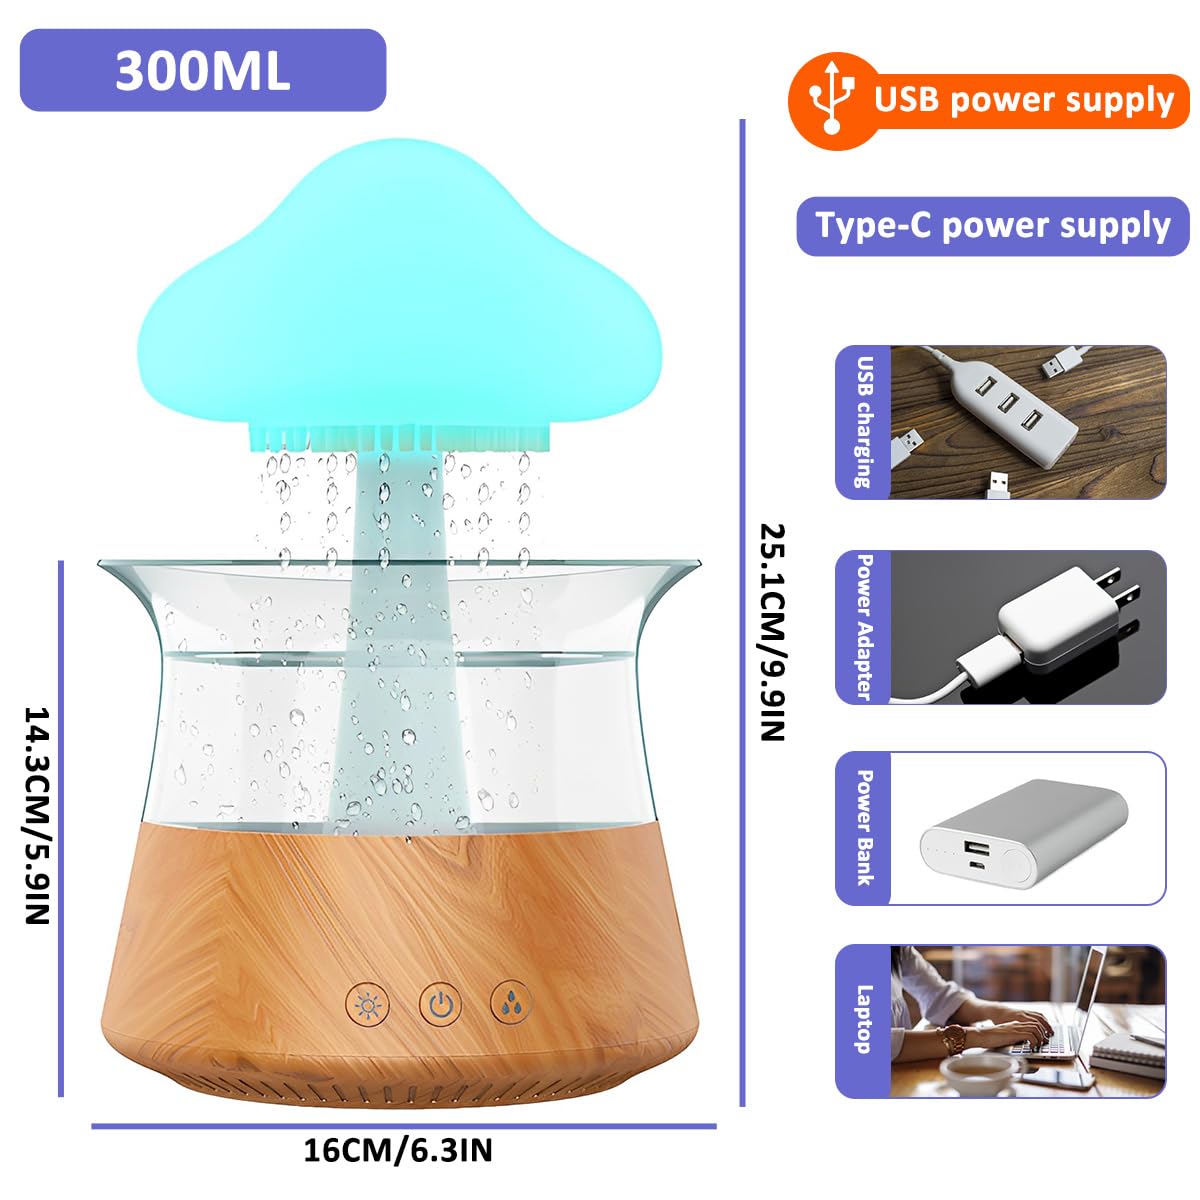 300ML
USB power supply
Type-C power supply
USB charging
Power Adapter
Power Bank
Laptop
25.1CM/9.9IN
14.3CM/5.9IN
16CM/6.3IN